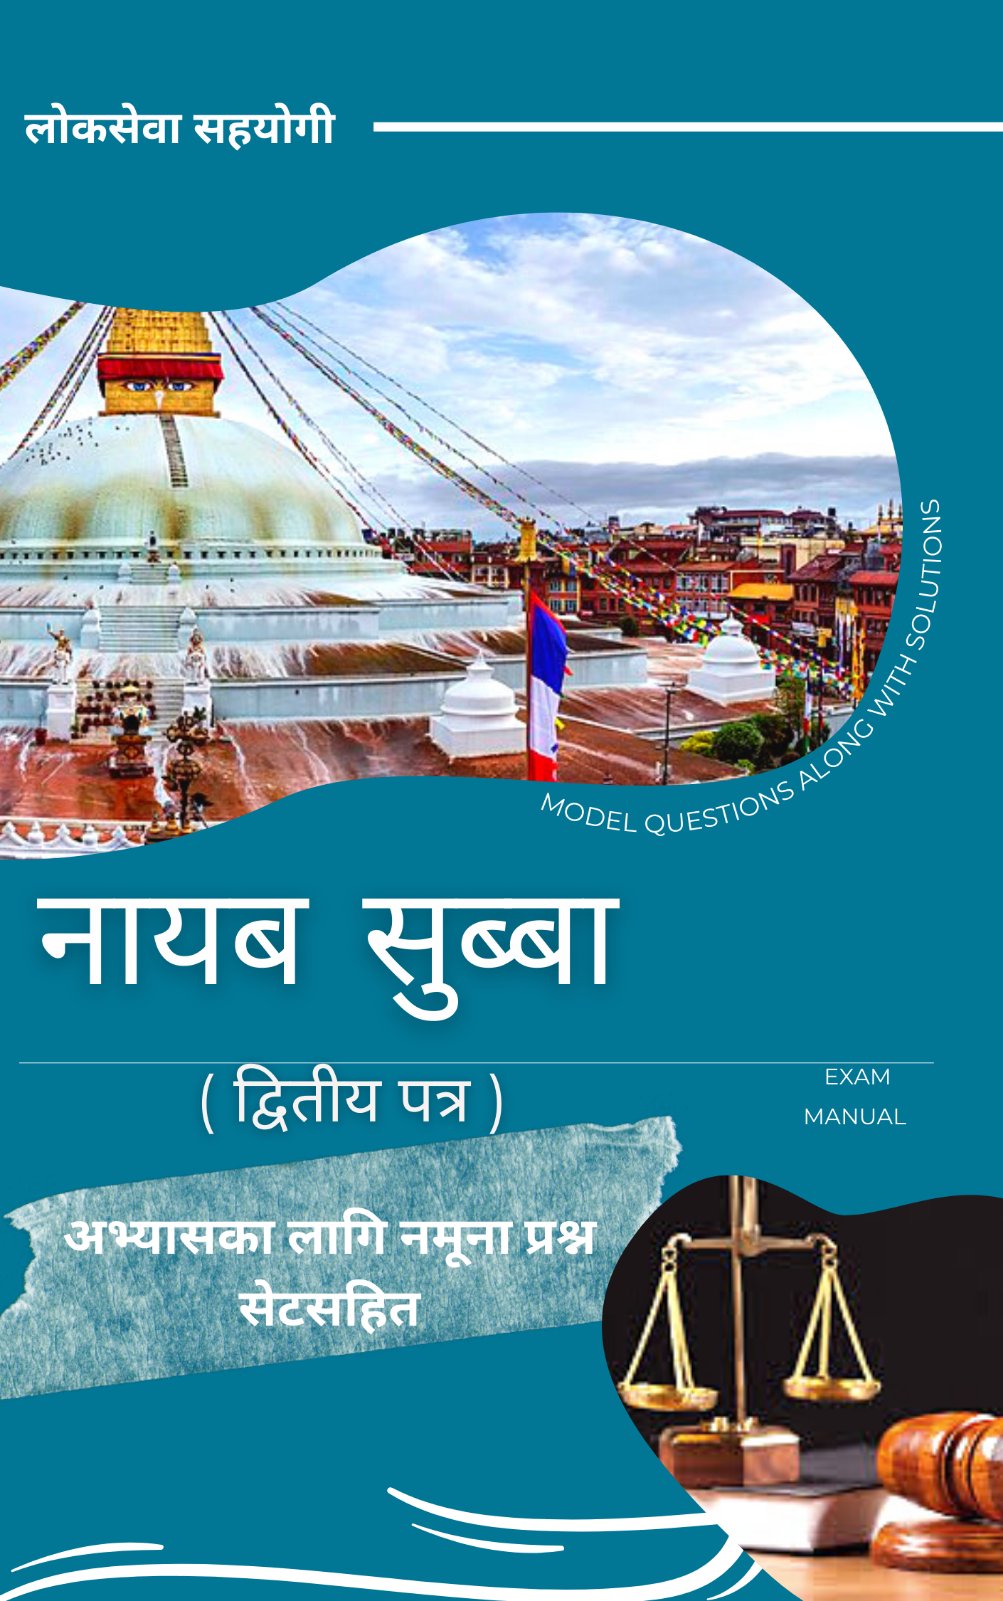 लोकसेवा सहयोगी
MODEL QUESTIONS ALONG WITH SOLUTIONS
नायब सुब्बा
( द्वितीय पत्र )
EXAM
MANUAL
अभ्यासका लागि नमूना प्रश्न
सेटसहित